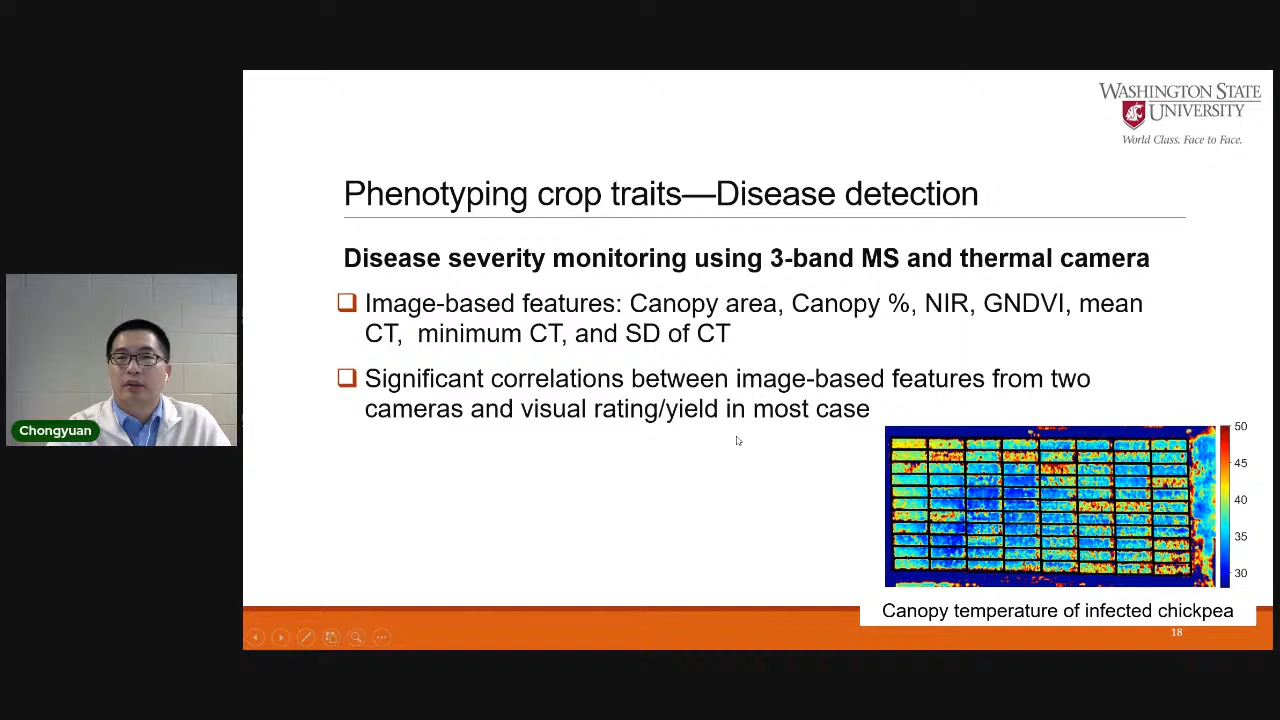 WASHINGTON STATE
UNIVERSITY
World Class. Face to Face.
Phenotyping crop traits—Disease detection
Disease severity monitoring using 3-band MS and thermal camera
Image-based features: Canopy area, Canopy %, NIR, GNDVI, mean
CT, minimum CT, and SD of CT
Significant correlations between image-based features from two
cameras and visual rating/yield in most case
Chongyuan
50
45
40
35
30
Canopy temperature of infected chickpea
18